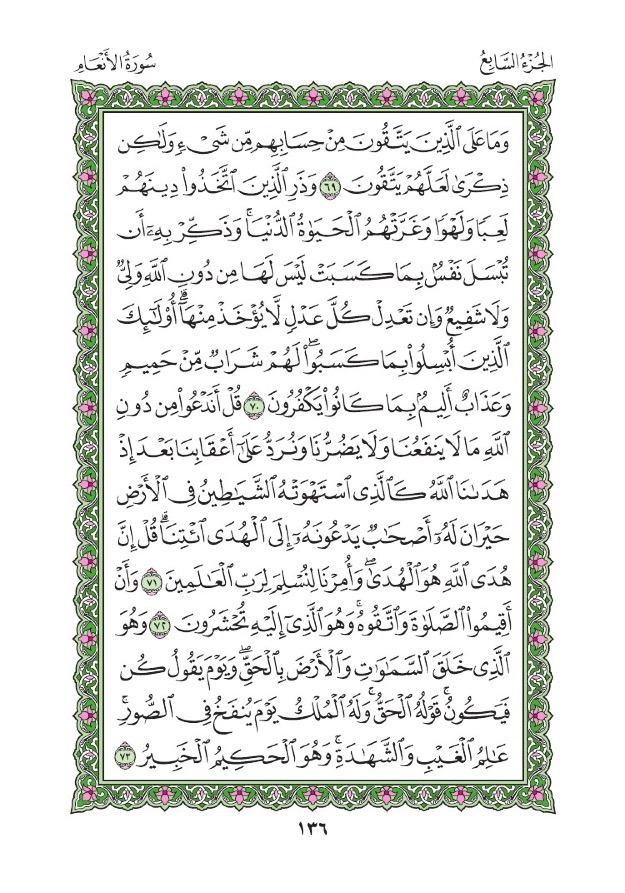 الجُزْءُ السَّابِعُ
سُورَةُ الأَنْعَامِ
وَمَا عَلَى ٱلَّذِينَ يَتَّقُونَ مِنْ حِسَابِهِم مِّن شَىْءٍ وَلَٰكِن
ذِكْرَىٰ لَعَلَّهُمْ يَتَّقُونَ ٦٩ وَذَرِ ٱلَّذِينَ ٱتَّخَذُوا۟ دِينَهُمْ
لَعِبًا وَلَهْوًا وَغَرَّتْهُمُ ٱلْحَيَوٰةُ ٱلدُّنْيَا ۚ وَذَكِّرْ بِهِۦٓ أَن
تُبْسَلَ نَفْسٌۢ بِمَا كَسَبَتْ لَيْسَ لَهَا مِن دُونِ ٱللَّهِ وَلِىٌّ
وَلَا شَفِيعٌ وَإِن تَعْدِلْ كُلَّ عَدْلٍ لَّا يُؤْخَذْ مِنْهَآ ۗ أُو۟لَٰٓئِكَ
ٱلَّذِينَ أُبْسِلُوا۟ بِمَا كَسَبُوا۟ ۖ لَهُمْ شَرَابٌ مِّنْ حَمِيمٍ
وَعَذَابٌ أَلِيمٌۢ بِمَا كَانُوا۟ يَكْفُرُونَ ٧٠ قُلْ أَنَدْعُوا۟ مِن دُونِ
ٱللَّهِ مَا لَا يَنفَعُنَا وَلَا يَضُرُّنَا وَنُرَدُّ عَلَىٰٓ أَعْقَابِنَا بَعْدَ إِذْ
هَدَىٰنَا ٱللَّهُ كَٱلَّذِى ٱسْتَهْوَتْهُ ٱلشَّيَٰطِينُ فِى ٱلْأَرْضِ
حَيْرَانَ لَهُۥٓ أَصْحَٰبٌ يَدْعُونَهُۥٓ إِلَى ٱلْهُدَى ٱئْتِنَا ۗ قُلْ إِنَّ
هُدَى ٱللَّهِ هُوَ ٱلْهُدَىٰ ۖ وَأُمِرْنَا لِنُسْلِمَ لِرَبِّ ٱلْعَٰلَمِينَ ٧١ وَأَنْ
أَقِيمُوا۟ ٱلصَّلَوٰةَ وَٱتَّقُوهُ ۚ وَهُوَ ٱلَّذِىٓ إِلَيْهِ تُحْشَرُونَ ٧٢ وَهُوَ
ٱلَّذِى خَلَقَ ٱلسَّمَٰوَٰتِ وَٱلْأَرْضَ بِٱلْحَقِّ ۖ وَيَوْمَ يَقُولُ كُن
فَيَكُونُ ۚ قَوْلُهُ ٱلْحَقُّ ۚ وَلَهُ ٱلْمُلْكُ يَوْمَ يُنفَخُ فِى ٱلصُّورِ ۚ
عَٰلِمُ ٱلْغَيْبِ وَٱلشَّهَٰدَةِ ۚ وَهُوَ ٱلْحَكِيمُ ٱلْخَبِيرُ ٧٣
١٣٦